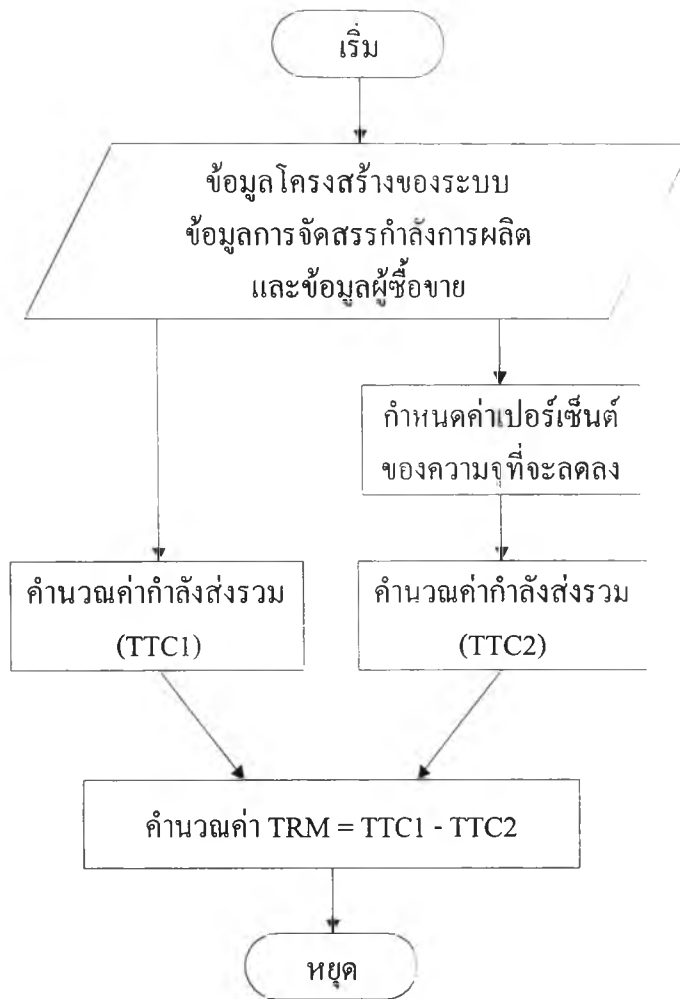 เริ่ม
ข้อมูลโครงสร้างของระบบ
ข้อมูลการจัดสรรกำลังการผลิต
และข้อมูลผู้ซื้อขาย
กำหนดค่าเปอร์เซ็นต์
ของความจุที่จะลดลง
คำนวณค่ากำลังส่งรวม
(TTC1)
คำนวณค่ากำลังส่งรวม
(TTC2)
คำนวณค่า TRM = TTC1 - TTC2
หยุด